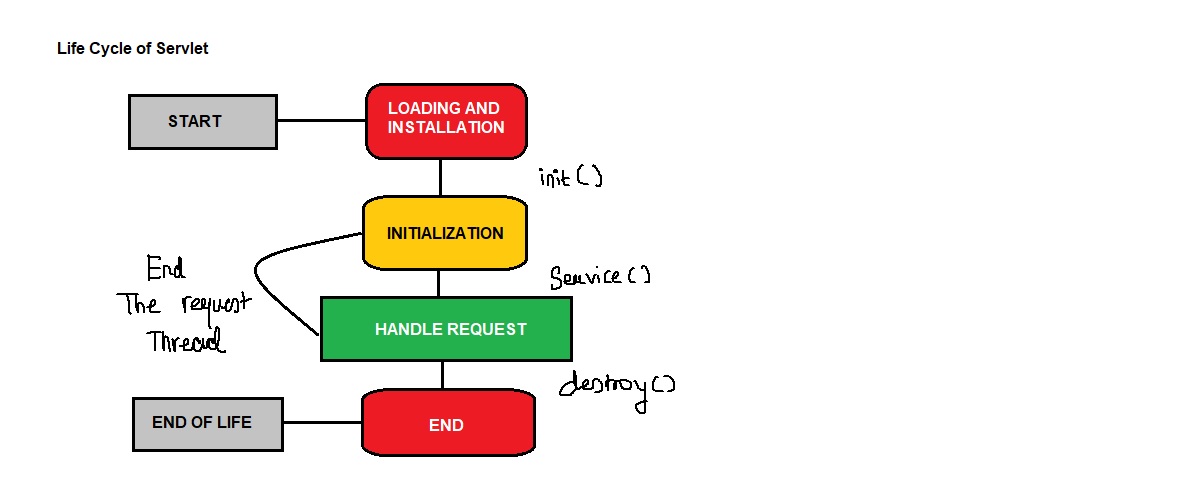 Life Cycle of Servlet
START
LOADING AND
INSTALLATION
init()
INITIALIZATION
End
The request
Thread
Service()
HANDLE REQUEST
destroy()
END OF LIFE
END